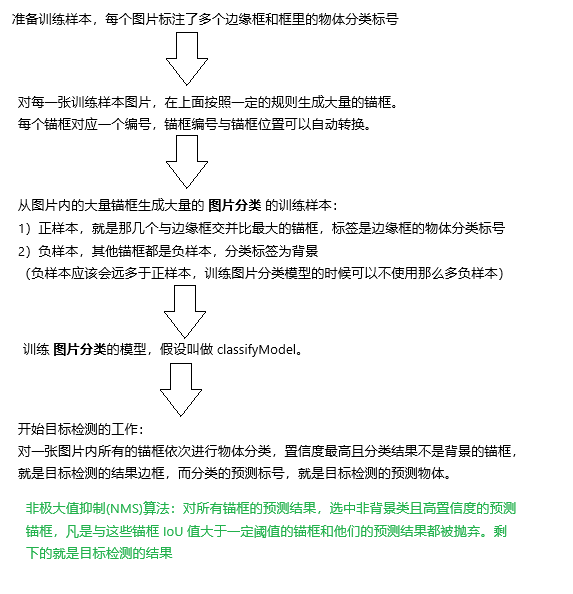 准备训练样本，每个图片标注了多个边缘框和框里的物体分类标号
对每一张训练样本图片，在上面按照一定的规则生成大量的锚框。
每个锚框对应一个编号，锚框编号与锚框位置可以自动转换。
从图片内的大量锚框生成大量的 图片分类 的训练样本：
1）正样本，就是那几个与边缘框交并比最大的锚框，标签是边缘框的物体分类标号
2）负样本，其他锚框都是负样本，分类标签为背景
（负样本应该会远多于正样本，训练图片分类模型的时候可以不使用那么多负样本）
训练 图片分类的模型，假设叫做 classifyModel。
开始目标检测的工作：
对一张图片内所有的锚框依次进行物体分类，置信度最高且分类结果不是背景的锚框，
就是目标检测的结果边框，而分类的预测标号，就是目标检测的预测物体。
非极大值抑制(NMS)算法：对所有锚框的预测结果，选中非背景类且高置信度的预测
锚框，凡是与这些锚框 IoU 值大于一定阈值的锚框和他们的预测结果都被抛弃。剩
下的就是目标检测的结果